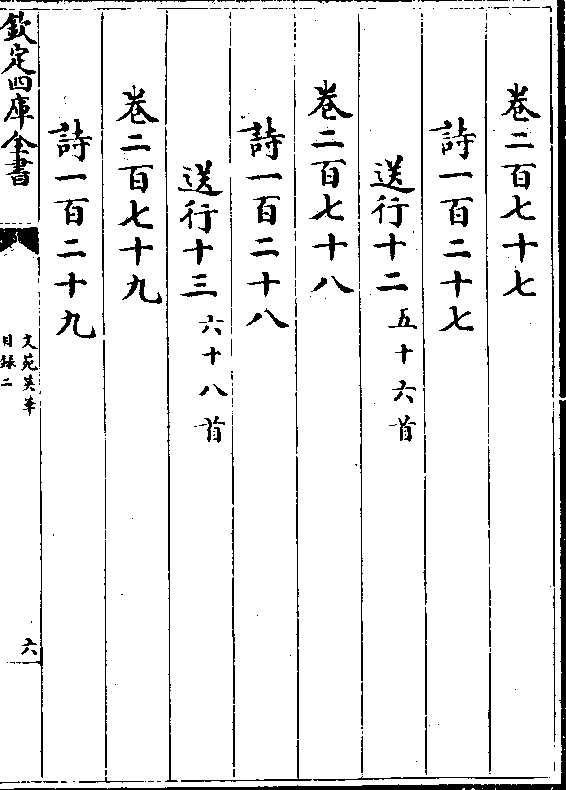 卷二百七十七
詩一百二十七
送行十二 五十六首
卷二百七十八
詩一百二十八
送行十三 六十八首
卷二百七十九
詩一百二十九
欽定四庫全書
文苑英華
目録二
六